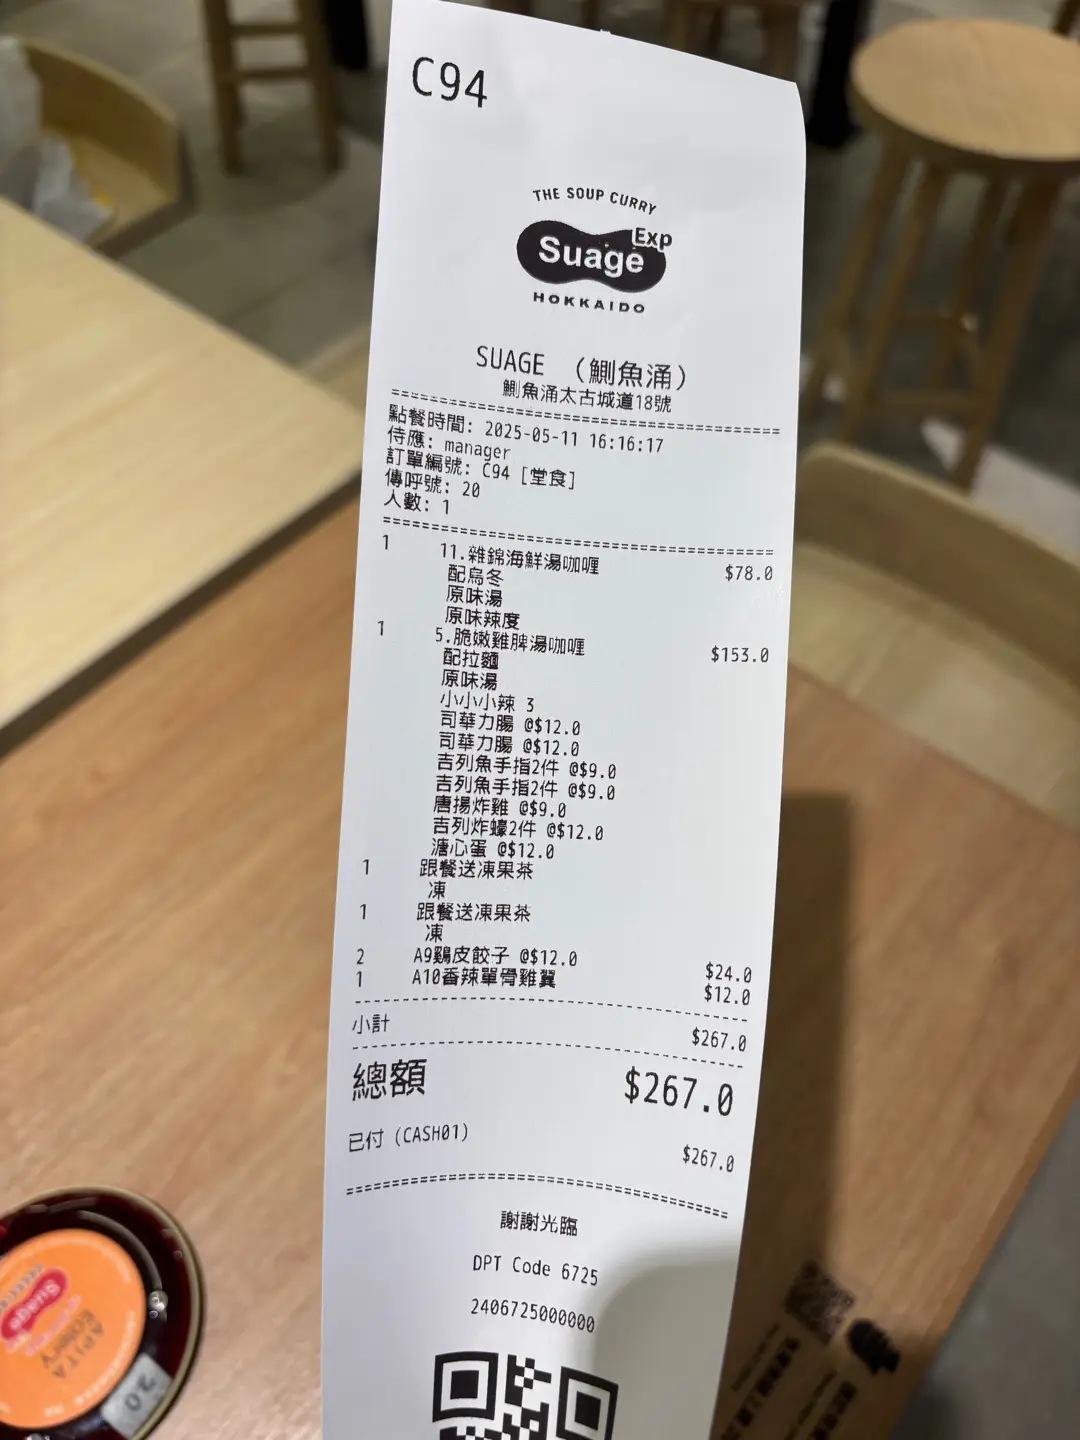 C94
THE SOUP CURRY
Suage Exp
HOKKAIDO
SUAGE （鰂魚涌）
鰂魚涌太古城道18號
點餐時間: 2025-05-11 16:16:17
侍應: manager
訂單編號: C94 [堂食]
傳呼號: 20
人數: 1
1 11.雜錦海鮮湯咖喱 $78.0
配烏冬
原味湯
原味辣度
1 5.脆嫩雞脾湯咖喱 $153.0
配拉麵
原味湯
小小小辣 3
司華力腸 @$12.0
司華力腸 @$12.0
吉列魚手指2件 @$9.0
吉列魚手指2件 @$9.0
唐揚炸雞 @$9.0
吉列炸蠔2件 @$12.0
溏心蛋 @$12.0
1 跟餐送凍果茶
凍
1 跟餐送凍果茶
凍
2 A9鷄皮餃子 @$12.0 $24.0
1 A10香辣單骨雞翼 $12.0
小計 $267.0
總額 $267.0
已付 (CASH01) $267.0
謝謝光臨
DPT Code 6725
2406725000000
Suage
APITA
EATERY
20